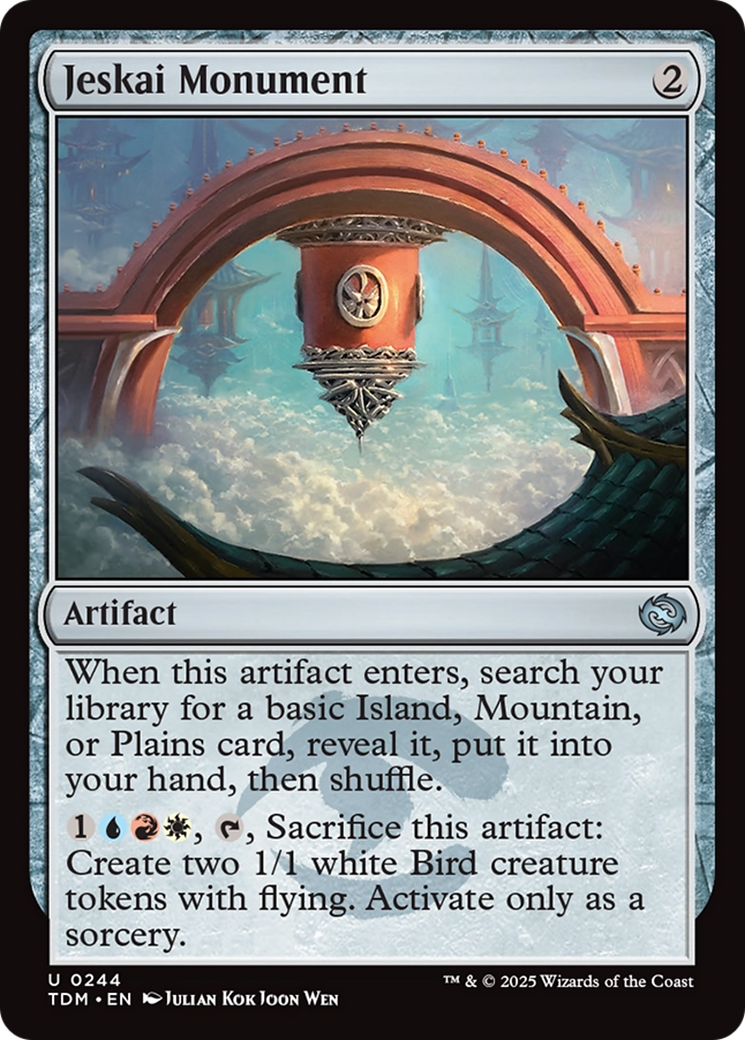 Jeskai Monument 2
Artifact
When this artifact enters, search your
library for a basic Island, Mountain,
or Plains card, reveal it, put it into
your hand, then shuffle.
1, , Sacrifice this artifact:
Create two 1/1 white Bird creature
tokens with flying. Activate only as a
sorcery.
U 0244
TDM • EN Julian Kok Joon Wen
™ & © 2025 Wizards of the Coast